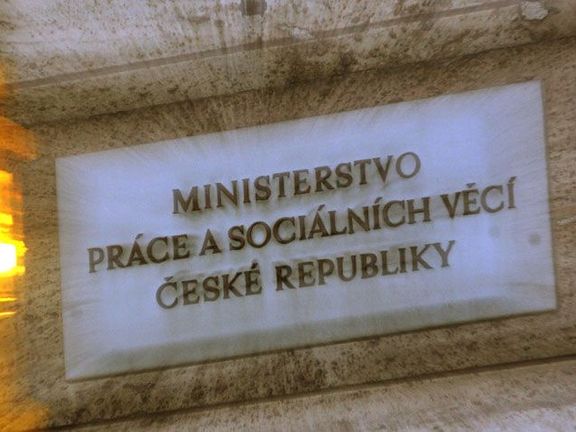 MINISTERSTVO
PRÁCE A SOCIÁLNÍCH VĚCÍ
ČESKÉ REPUBLIKY